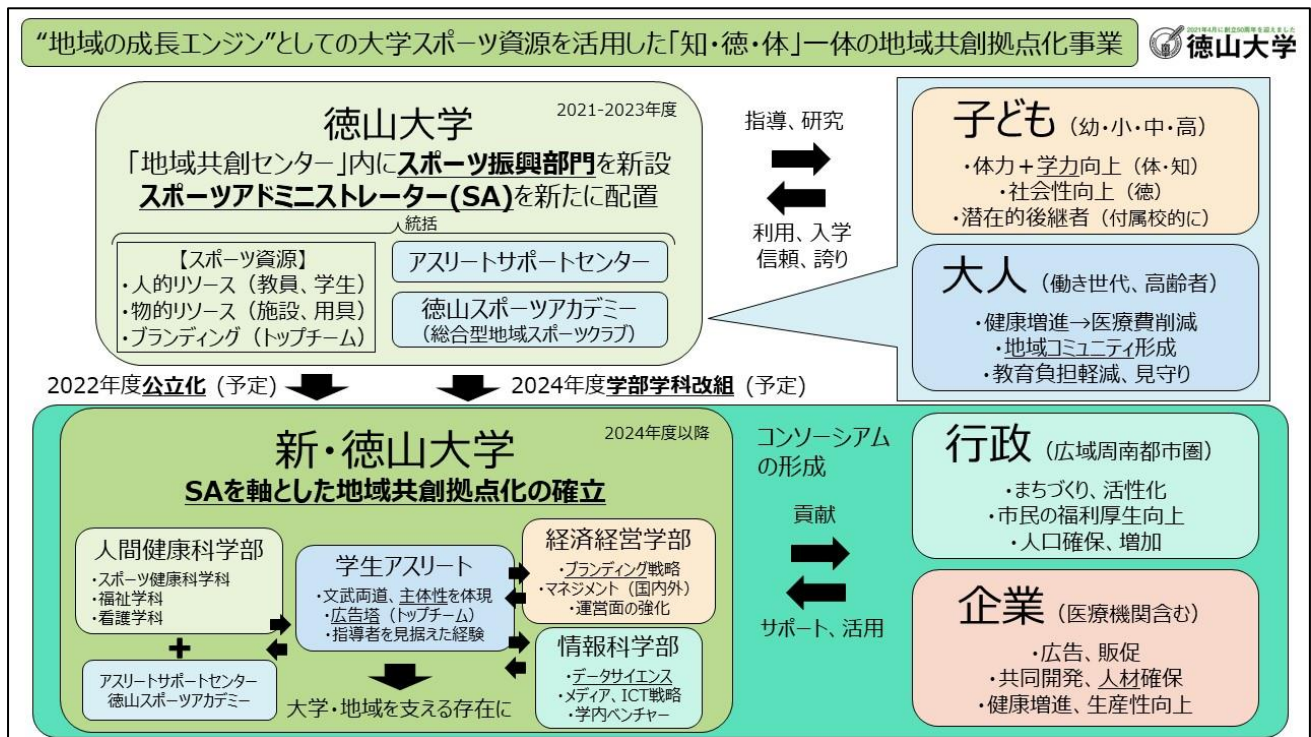 “地域の成長エンジン”としての大学スポーツ資源を活用した「知・徳・体」一体の地域共創拠点化事業
2021年4月に創立50周年を迎えました
徳山大学
徳山大学
2021-2023年度
「地域共創センター」内にスポーツ振興部門を新設
スポーツアドミニストレーター(SA)を新たに配置
統括
【スポーツ資源】
・人的リソース（教員、学生）
・物的リソース（施設、用具）
・ブランディング（トップチーム）
アスリートサポートセンター
徳山スポーツアカデミー
（総合型地域スポーツクラブ）
指導、研究
利用、入学
信頼、誇り
子ども（幼・小・中・高）
・体力＋学力向上（体・知）
・社会性向上（徳）
・潜在的後継者（付属校的に）
大人（働き世代、高齢者）
・健康増進→医療費削減
・地域コミュニティ形成
・教育負担軽減、見守り
2022年度公立化（予定）
2024年度学部学科改組（予定）
新・徳山大学
2024年度以降
SAを軸とした地域共創拠点化の確立
人間健康科学部
・スポーツ健康科学科
・福祉学科
・看護学科
+
アスリートサポートセンター
徳山スポーツアカデミー
学生アスリート
・文武両道、主体性を体現
・広告塔（トップチーム）
・指導者を見据えた経験
大学・地域を支える存在に
経済経営学部
・ブランディング戦略
・マネジメント（国内外）
・運営面の強化
情報科学部
・データサイエンス
・メディア、ICT戦略
・学内ベンチャー
コンソーシアム
の形成
貢献
サポート、活用
行政（広域周南都市圏）
・まちづくり、活性化
・市民の福利厚生向上
・人口確保、増加
企業（医療機関含む）
・広告、販促
・共同開発、人材確保
・健康増進、生産性向上